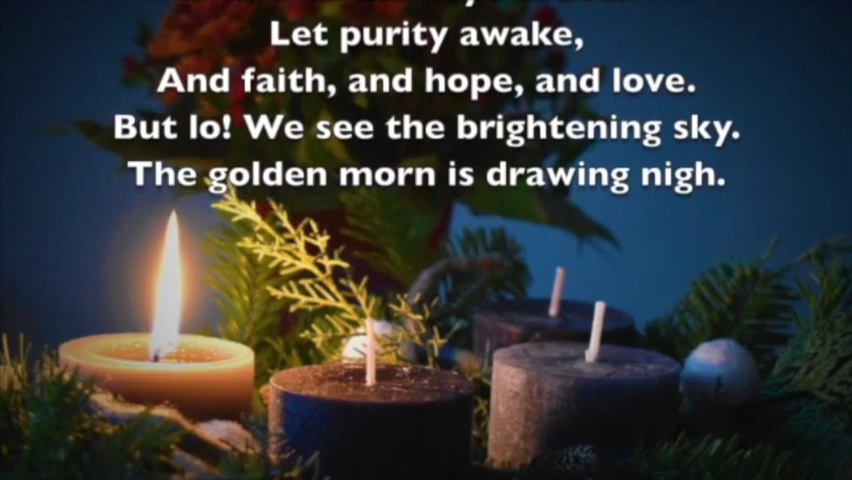 Let purity awake,
And faith, and hope, and love.
But lo! We see the brightening sky.
The golden morn is drawing nigh.